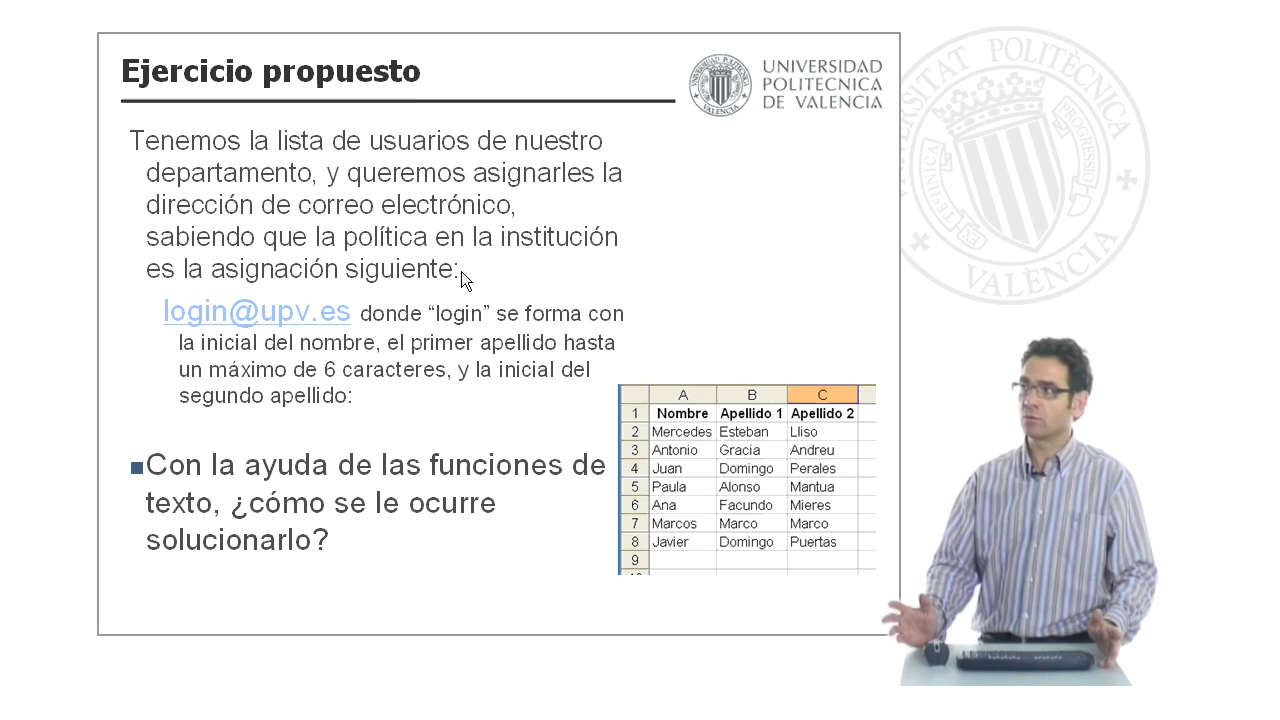 Ejercicio propuesto
UNIVERSIDAD
POLITECNICA
DE VALENCIA
Tenemos la lista de usuarios de nuestro
departamento, y queremos asignarles la
dirección de correo electrónico,
sabiendo que la política en la institución
es la asignación siguiente:
login@upv.es donde “login” se forma con
la inicial del nombre, el primer apellido hasta
un máximo de 6 caracteres, y la inicial del
segundo apellido:
Con la ayuda de las funciones de
texto, ¿cómo se le ocurre
solucionarlo?
A B C
1 Nombre Apellido 1 Apellido 2
2 Mercedes Esteban Lliso
3 Antonio Gracia Andreu
4 Juan Domingo Perales
5 Paula Alonso Mantua
6 Ana Facundo Mieres
7 Marcos Marco Marco
8 Javier Domingo Puertas
9
POLITÈCNICA
VALÈNCIA